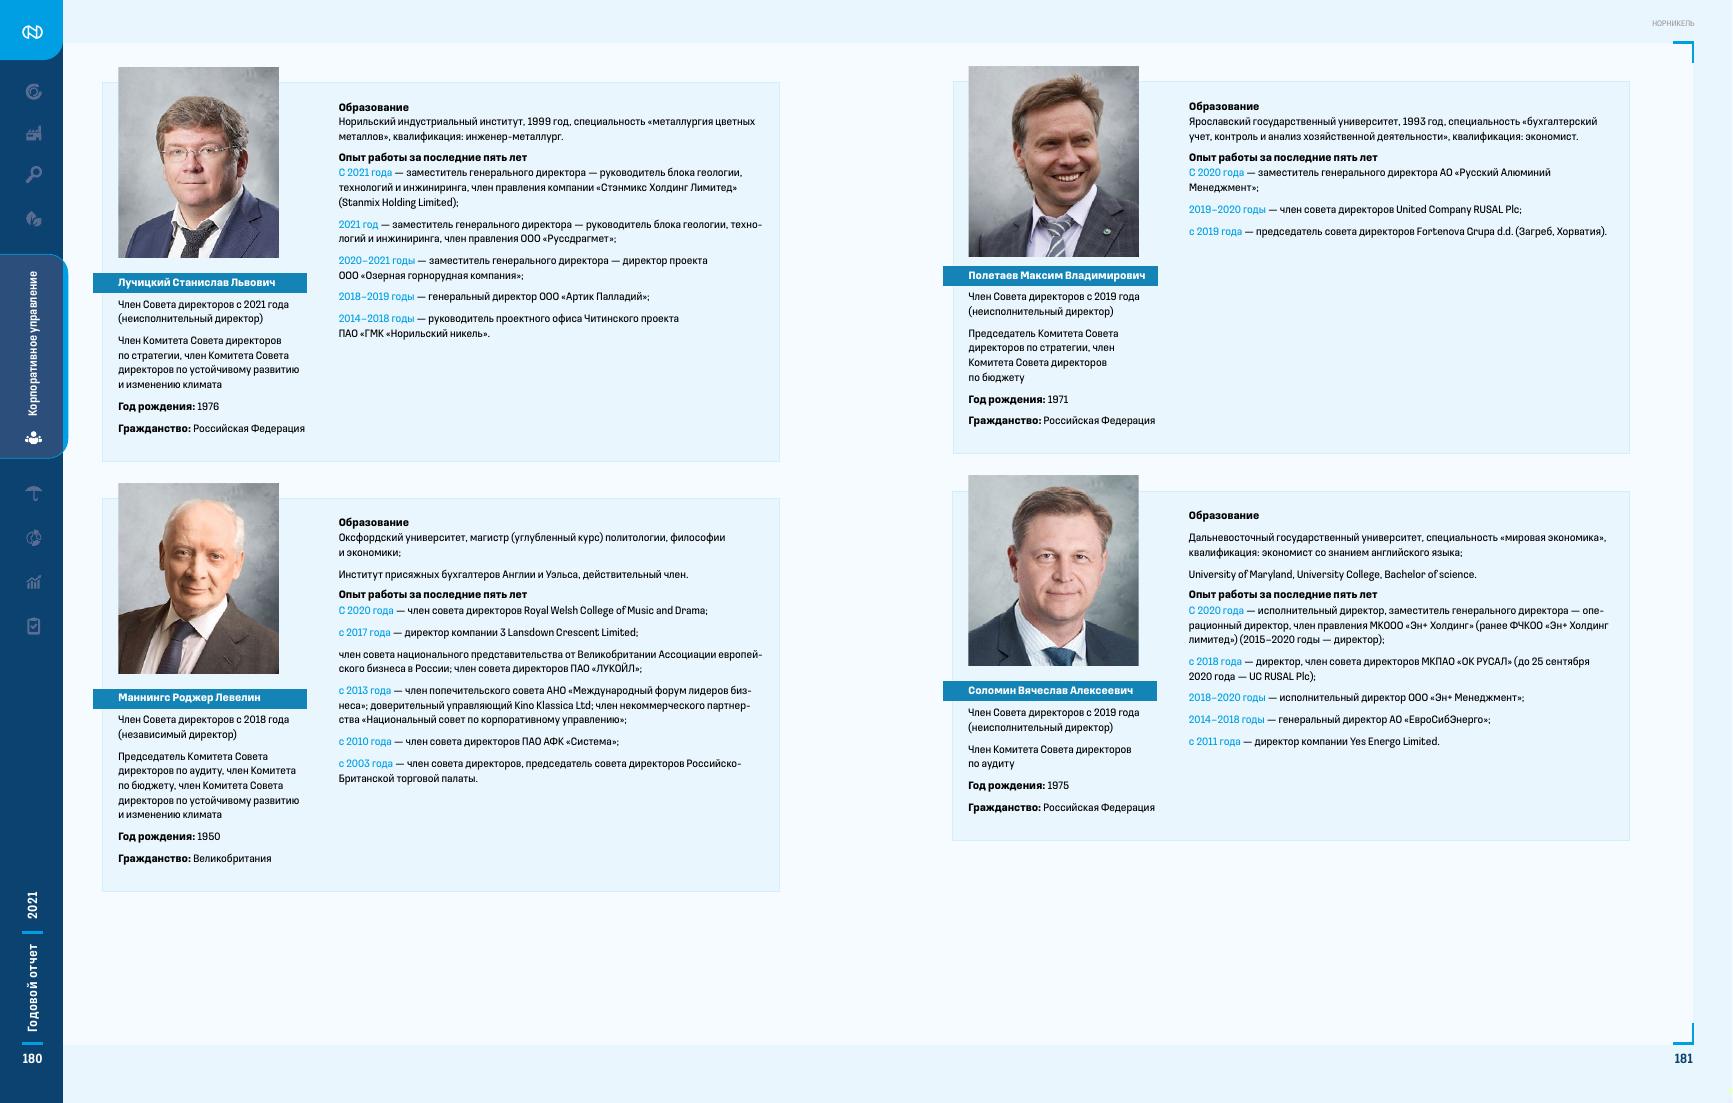 НОРНИКЕЛЬ
Корпоративное управление
Годовой отчет
2021
180
Лучицкий Станислав Львович
Член Совета директоров с 2021 года
(неисполнительный директор)
Член Комитета Совета директоров
по стратегии, член Комитета Совета
директоров по устойчивому развитию
и изменению климата
Год рождения: 1976
Гражданство: Российская Федерация
Образование
Норильский индустриальный институт, 1999 год, специальность «металлургия цветных
металлов», квалификация: инженер-металлург.
Опыт работы за последние пять лет
С 2021 года — заместитель генерального директора — руководитель блока геологии,
технологий и инжиниринга, член правления компании «Стэнмикс Холдинг Лимитед»
(Stanmix Holding Limited);
2021 год — заместитель генерального директора — руководитель блока геологии, техно-
логий и инжиниринга, член правления ООО «Руссдрагмет»;
2020–2021 годы — заместитель генерального директора — директор проекта
ООО «Озерная горнорудная компания»;
2018–2019 годы — генеральный директор ООО «Артик Палладий»;
2014–2018 годы — руководитель проектного офиса Читинского проекта
ПАО «ГМК «Норильский никель».
Маннингс Роджер Левелин
Член Совета директоров с 2018 года
(независимый директор)
Председатель Комитета Совета
директоров по аудиту, член Комитета
по бюджету, член Комитета Совета
директоров по устойчивому развитию
и изменению климата
Год рождения: 1950
Гражданство: Великобритания
Образование
Оксфордский университет, магистр (углубленный курс) политологии, философии
и экономики;
Институт присяжных бухгалтеров Англии и Уэльса, действительный член.
Опыт работы за последние пять лет
С 2020 года — член совета директоров Royal Welsh College of Music and Drama;
с 2017 года — директор компании 3 Lansdown Crescent Limited;
член совета национального представительства от Великобритании Ассоциации европей-
ского бизнеса в России; член совета директоров ПАО «ЛУКОЙЛ»;
с 2013 года — член попечительского совета АНО «Международный форум лидеров биз-
неса»; доверительный управляющий Kino Klassica Ltd; член некоммерческого партнер-
ства «Национальный совет по корпоративному управлению»;
с 2010 года — член совета директоров ПАО АФК «Система»;
с 2003 года — член совета директоров, председатель совета директоров Российско-
Британской торговой палаты.
Полетаев Максим Владимирович
Член Совета директоров с 2019 года
(неисполнительный директор)
Председатель Комитета Совета
директоров по стратегии, член
Комитета Совета директоров
по бюджету
Год рождения: 1971
Гражданство: Российская Федерация
Образование
Ярославский государственный университет, 1993 год, специальность «бухгалтерский
учет, контроль и анализ хозяйственной деятельности», квалификация: экономист.
Опыт работы за последние пять лет
С 2020 года — заместитель генерального директора АО «Русский Алюминий
Менеджмент»;
2019–2020 годы — член совета директоров United Company RUSAL Plc;
с 2019 года — председатель совета директоров Fortenova Grupa d.d. (Загреб, Хорватия).
Соломин Вячеслав Алексеевич
Член Совета директоров с 2019 года
(неисполнительный директор)
Член Комитета Совета директоров
по аудиту
Год рождения: 1975
Гражданство: Российская Федерация
Образование
Дальневосточный государственный университет, специальность «мировая экономика»,
квалификация: экономист со знанием английского языка;
University of Maryland, University College, Bachelor of science.
Опыт работы за последние пять лет
С 2020 года — исполнительный директор, заместитель генерального директора — опе-
рационный директор, член правления МКООО «Эн+ Холдинг» (ранее ФЧКОО «Эн+ Холдинг
лимитед») (2015–2020 годы — директор);
с 2018 года — директор, член совета директоров МКПАО «ОК РУСАЛ» (до 25 сентября
2020 года — UC RUSAL Plc);
2018–2020 годы — исполнительный директор ООО «Эн+ Менеджмент»;
2014–2018 годы — генеральный директор АО «ЕвроСибЭнерго»;
с 2011 года — директор компании Yes Energo Limited.
181